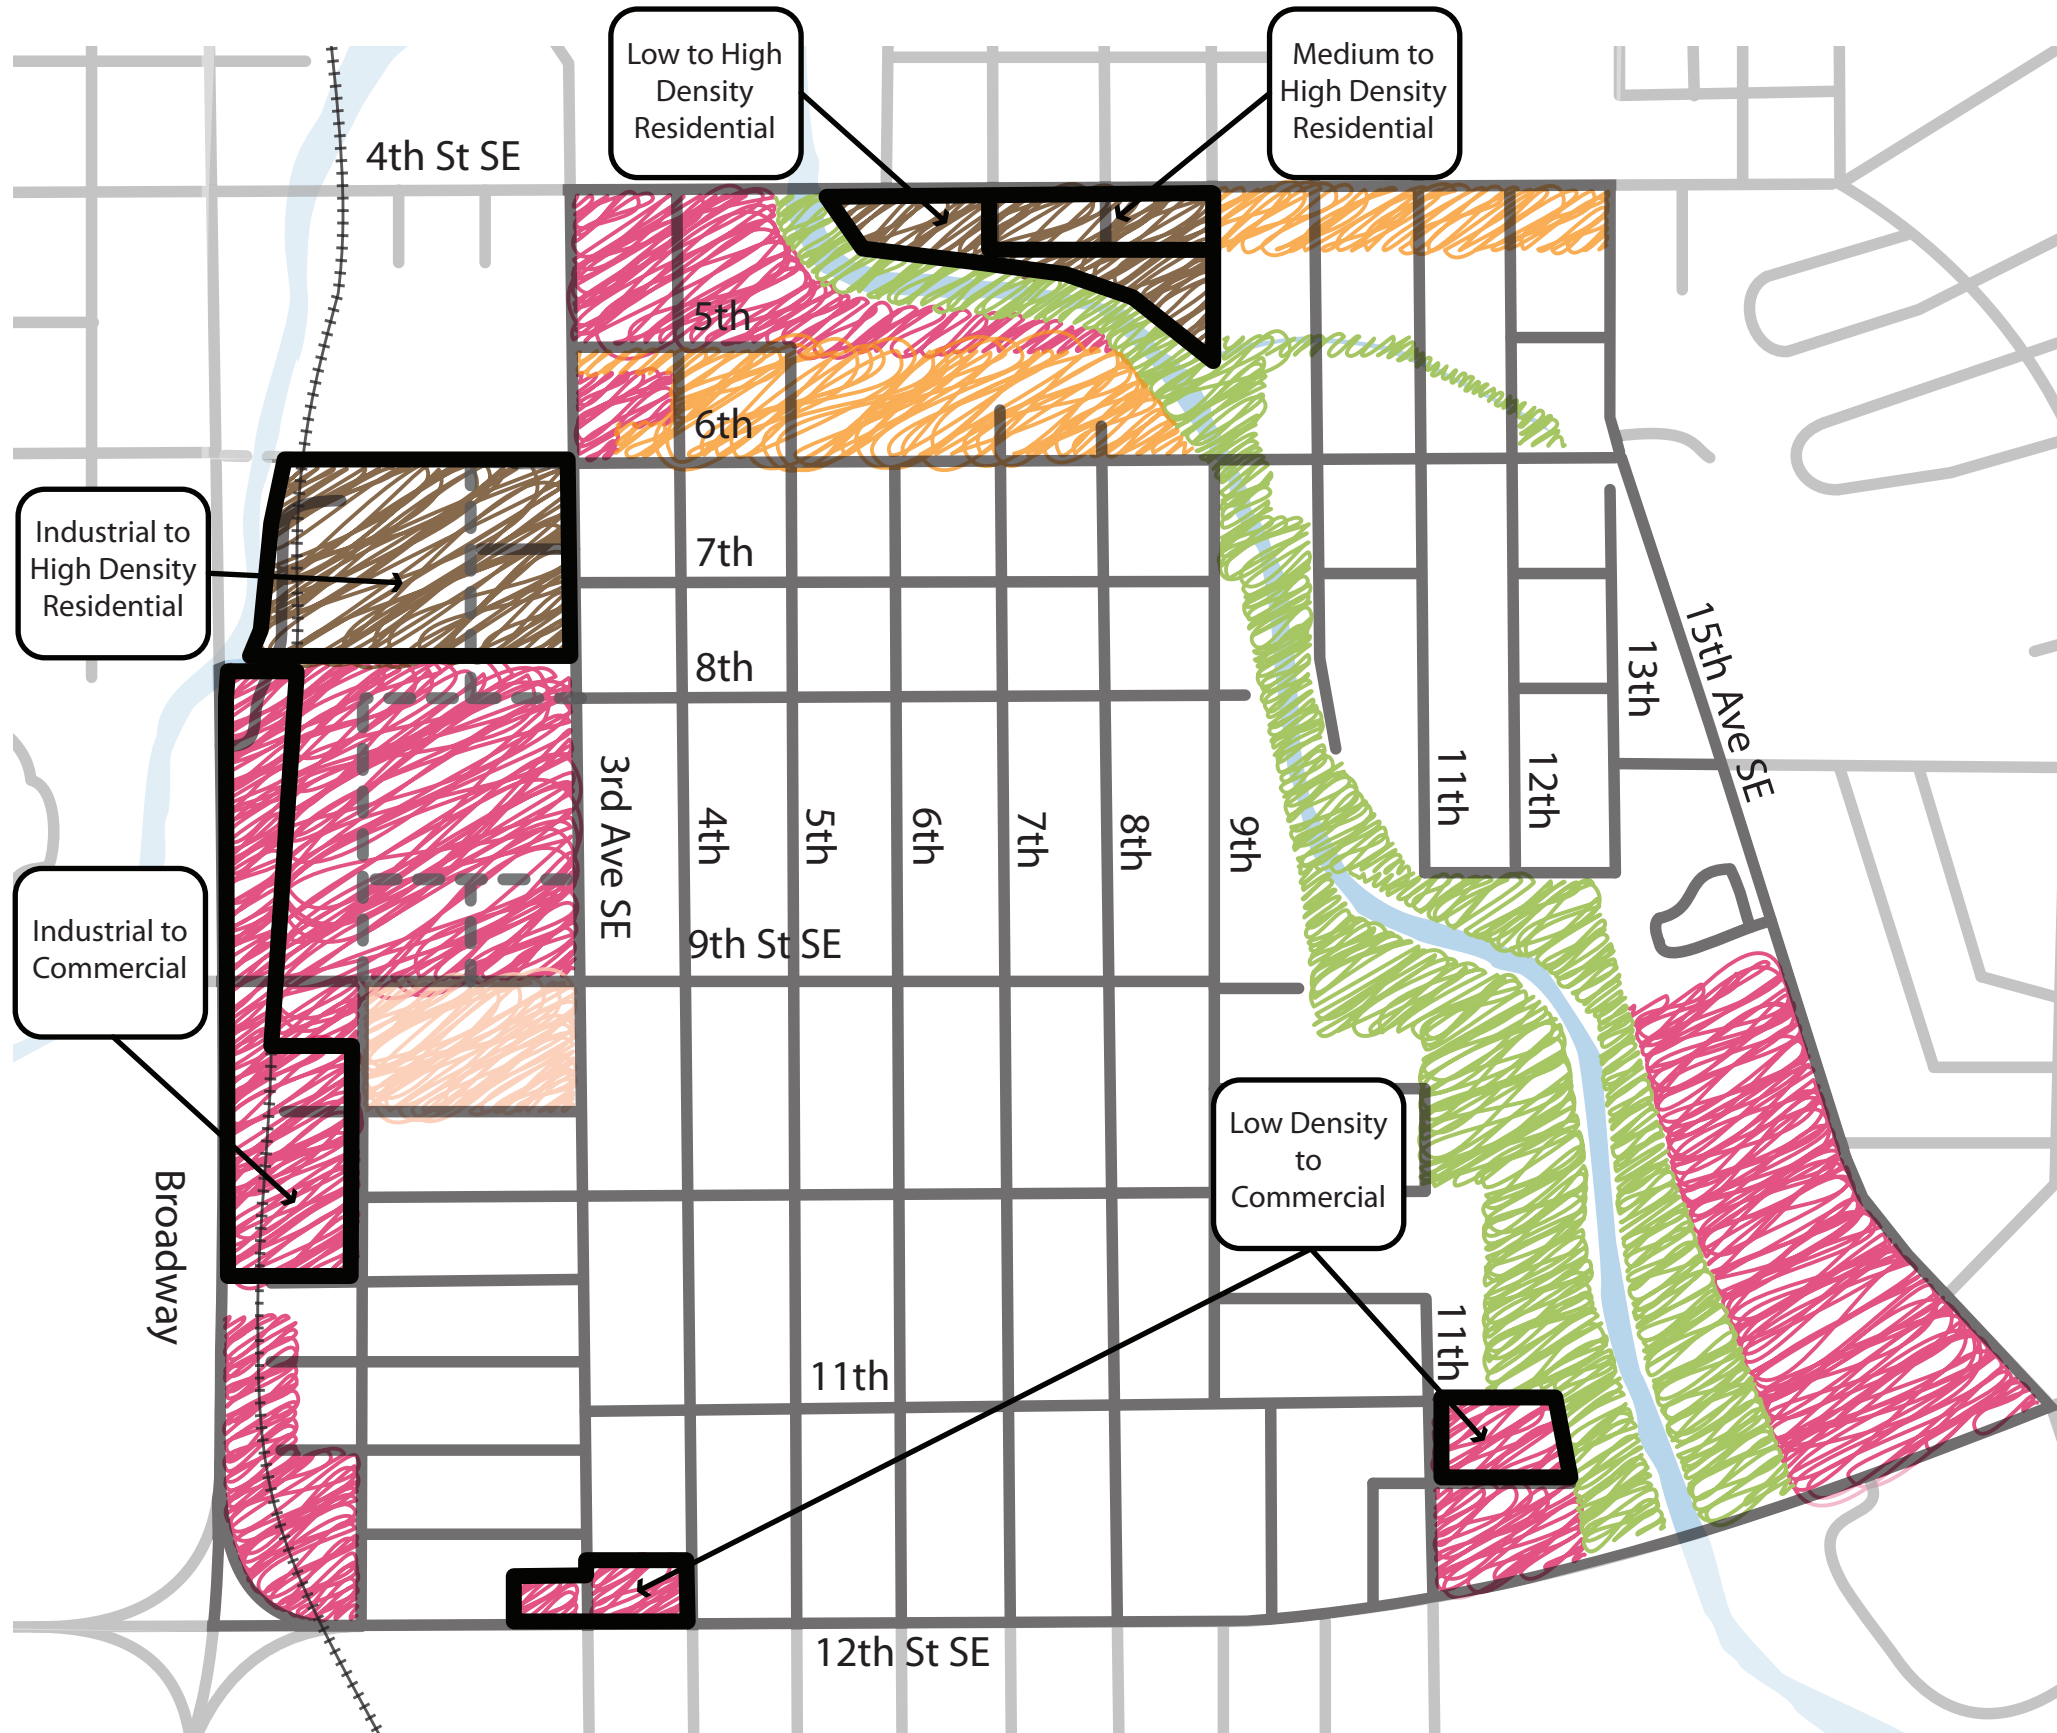 Low to High
Density
Residential
Medium to
High Density
Residential
4th St SE
5th
6th
Industrial to
High Density
Residential
7th
8th
15th Ave SE
13th
3rd Ave SE
4th
5th
6th
7th
8th
9th
11th
12th
Industrial to
Commercial
9th St SE
Low Density
to
Commercial
Broadway
11th
11th
12th St SE